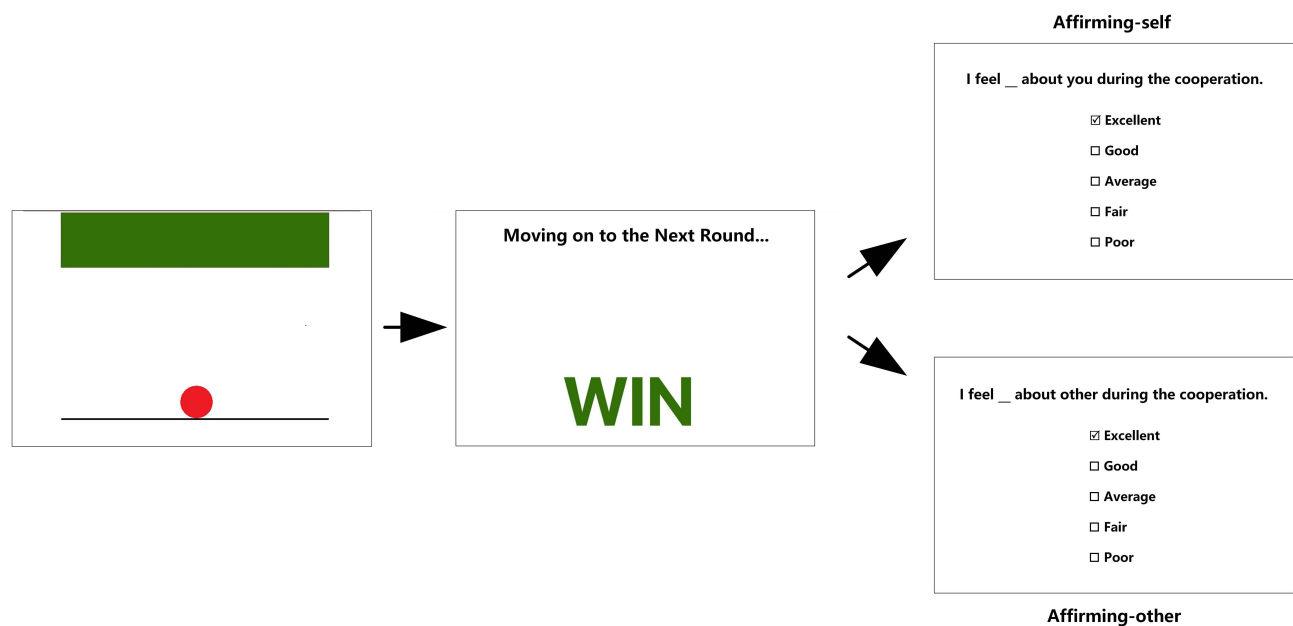 Affirming-self
I feel __ about you during the cooperation.
☑ Excellent
☐ Good
☐ Average
☐ Fair
☐ Poor
Moving on to the Next Round...
WIN
I feel __ about other during the cooperation.
☑ Excellent
☐ Good
☐ Average
☐ Fair
☐ Poor
Affirming-other